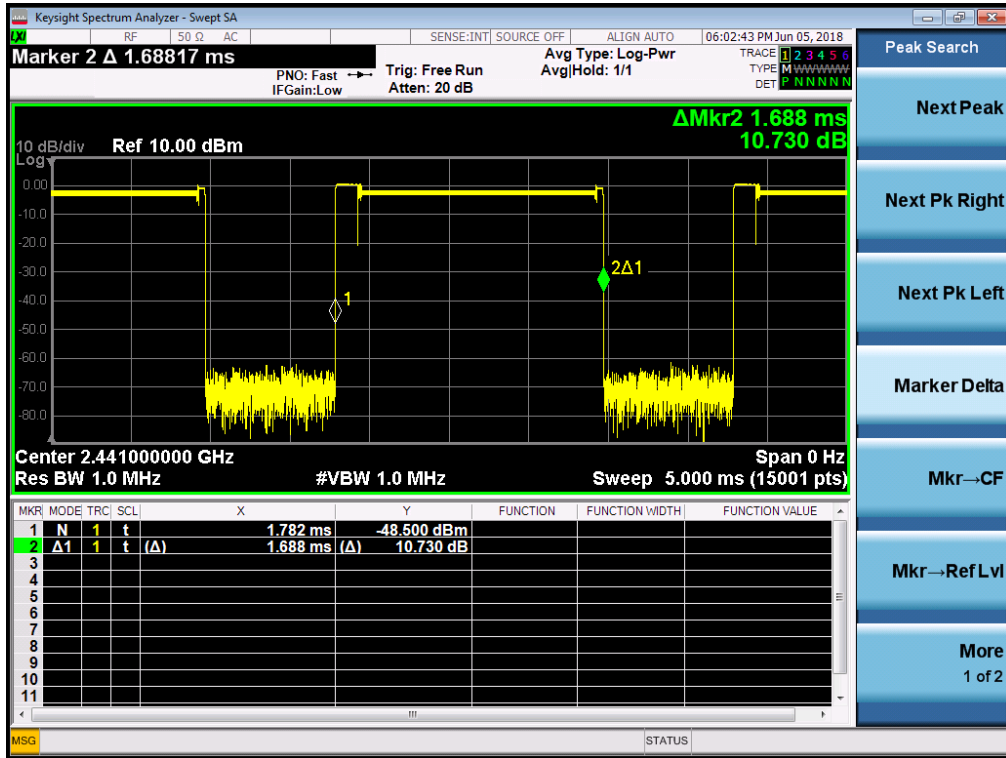 Keysight Spectrum Analyzer - Swept SA
LXI RF 50 Ω AC SENSE:INT SOURCE OFF ALIGN AUTO 06:02:43 PM Jun 05, 2018
Marker 2 Δ 1.68817 ms
PNO: Fast
IFGain:Low
Trig: Free Run
Atten: 20 dB
Avg Type: Log-Pwr
Avg|Hold: 1/1
TRACE 1 2 3 4 5 6
TYPE M WWWWW
DET P N N N N N
ΔMkr2 1.688 ms
10.730 dB
10 dB/div Ref 10.00 dBm
Log
0.00
-10.0
-20.0
-30.0
-40.0
-50.0
-60.0
-70.0
-80.0
1
2Δ1
Center 2.441000000 GHz Span 0 Hz
Res BW 1.0 MHz #VBW 1.0 MHz Sweep 5.000 ms (15001 pts)
MKR MODE TRC SCL X Y FUNCTION FUNCTION WIDTH FUNCTION VALUE
1 N 1 t 1.782 ms -48.500 dBm
2 Δ1 1 t (Δ) 1.688 ms (Δ) 10.730 dB
3
4
5
6
7
8
9
10
11
MSG STATUS
Peak Search
Next Peak
Next Pk Right
Next Pk Left
Marker Delta
Mkr→CF
Mkr→Ref Lvl
More
1 of 2